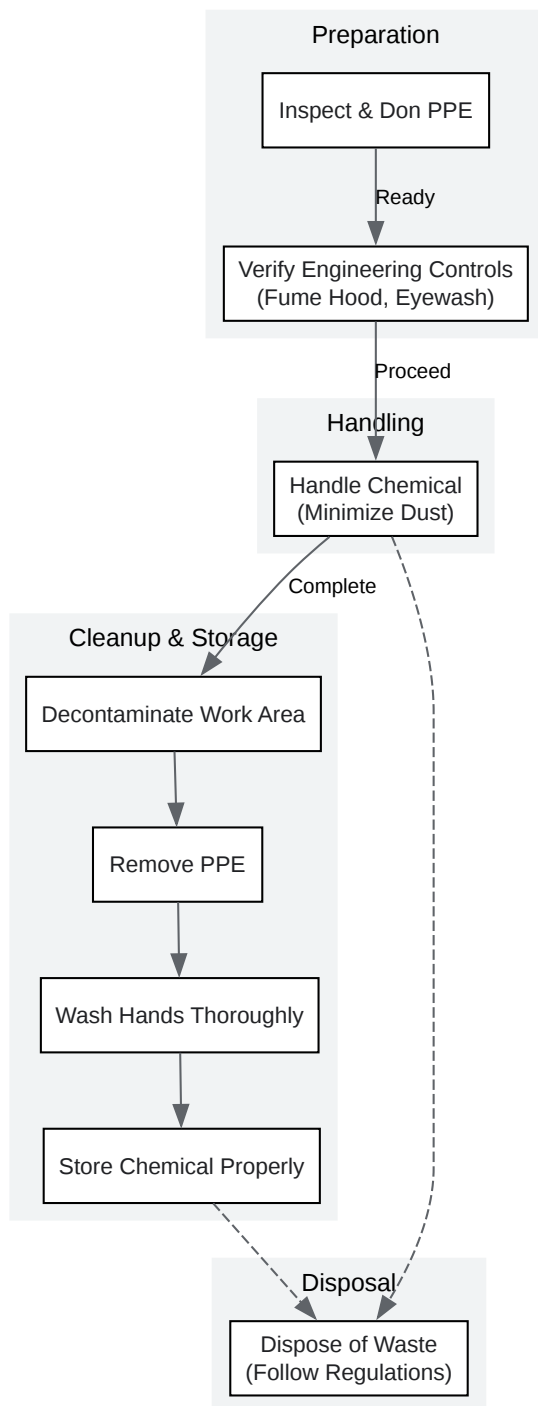 Preparation
Inspect & Don PPE
Ready
Verify Engineering Controls
(Fume Hood, Eyewash)
Proceed
Handling
Handle Chemical
(Minimize Dust)
Complete
Cleanup & Storage
Decontaminate Work Area
Remove PPE
Wash Hands Thoroughly
Store Chemical Properly
Disposal
Dispose of Waste
(Follow Regulations)